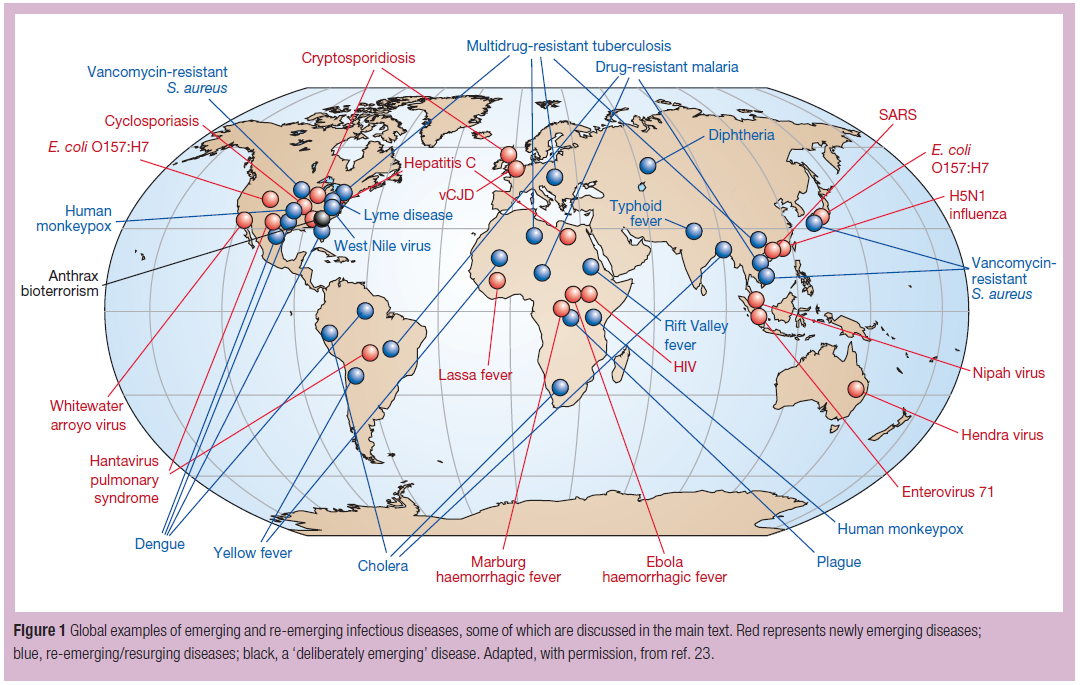 Multidrug-resistant tuberculosis
Cryptosporidiosis
Drug-resistant malaria
Vancomycin-resistant
S. aureus
SARS
Cyclosporiasis
Diphtheria
E. coli O157:H7
E. coli
O157:H7
Hepatitis C
vCJD
H5N1
influenza
Human
monkeypox
Lyme disease
Typhoid
fever
West Nile virus
Anthrax
bioterrorism
Vancomycin-
resistant
S. aureus
Rift Valley
fever
HIV
Lassa fever
Nipah virus
Whitewater
arroyo virus
Hendra virus
Hantavirus
pulmonary
syndrome
Enterovirus 71
Human monkeypox
Dengue
Yellow fever
Cholera
Marburg
haemorrhagic fever
Ebola
haemorrhagic fever
Plague
Figure 1 Global examples of emerging and re-emerging infectious diseases, some of which are discussed in the main text. Red represents newly emerging diseases;
blue, re-emerging/resurging diseases; black, a ‘deliberately emerging’ disease. Adapted, with permission, from ref. 23.